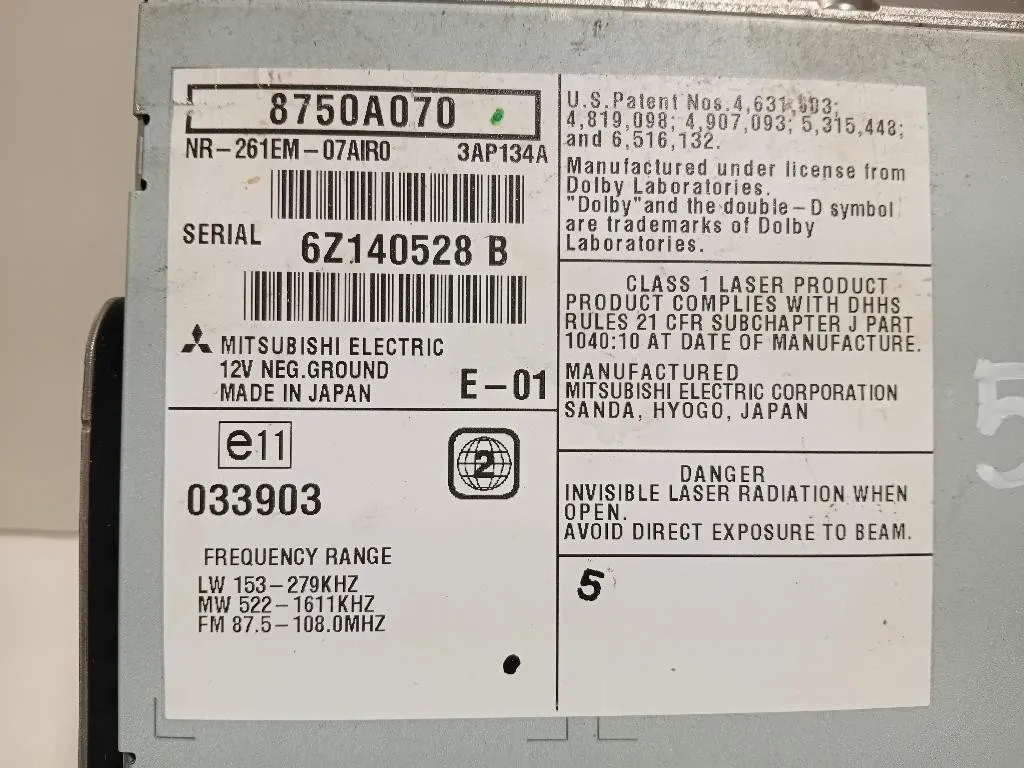 8750A070
NR-261EM-07AIR0 3AP134A
SERIAL 6Z140528 B
MITSUBISHI ELECTRIC
12V NEG.GROUND
MADE IN JAPAN E-01
e11
2
033903
FREQUENCY RANGE
LW 153-279KHZ
MW 522-1611KHZ
FM 87.5-108.0MHZ
U.S.Patent Nos.
4,819,098; 4,907,093; 5,315,448;
and 6,516,132.
Manufactured under license from
Dolby Laboratories.
"Dolby"and the double-D symbol
are trademarks of Dolby
Laboratories.
CLASS 1 LASER PRODUCT
PRODUCT COMPLIES WITH DHHS
RULES 21 CFR SUBCHAPTER J PART
1040:10 AT DATE OF MANUFACTURE.
MANUFACTURED
MITSUBISHI ELECTRIC CORPORATION
SANDA, HYOGO, JAPAN
DANGER
INVISIBLE LASER RADIATION WHEN
OPEN.
AVOID DIRECT EXPOSURE TO BEAM.
5
5